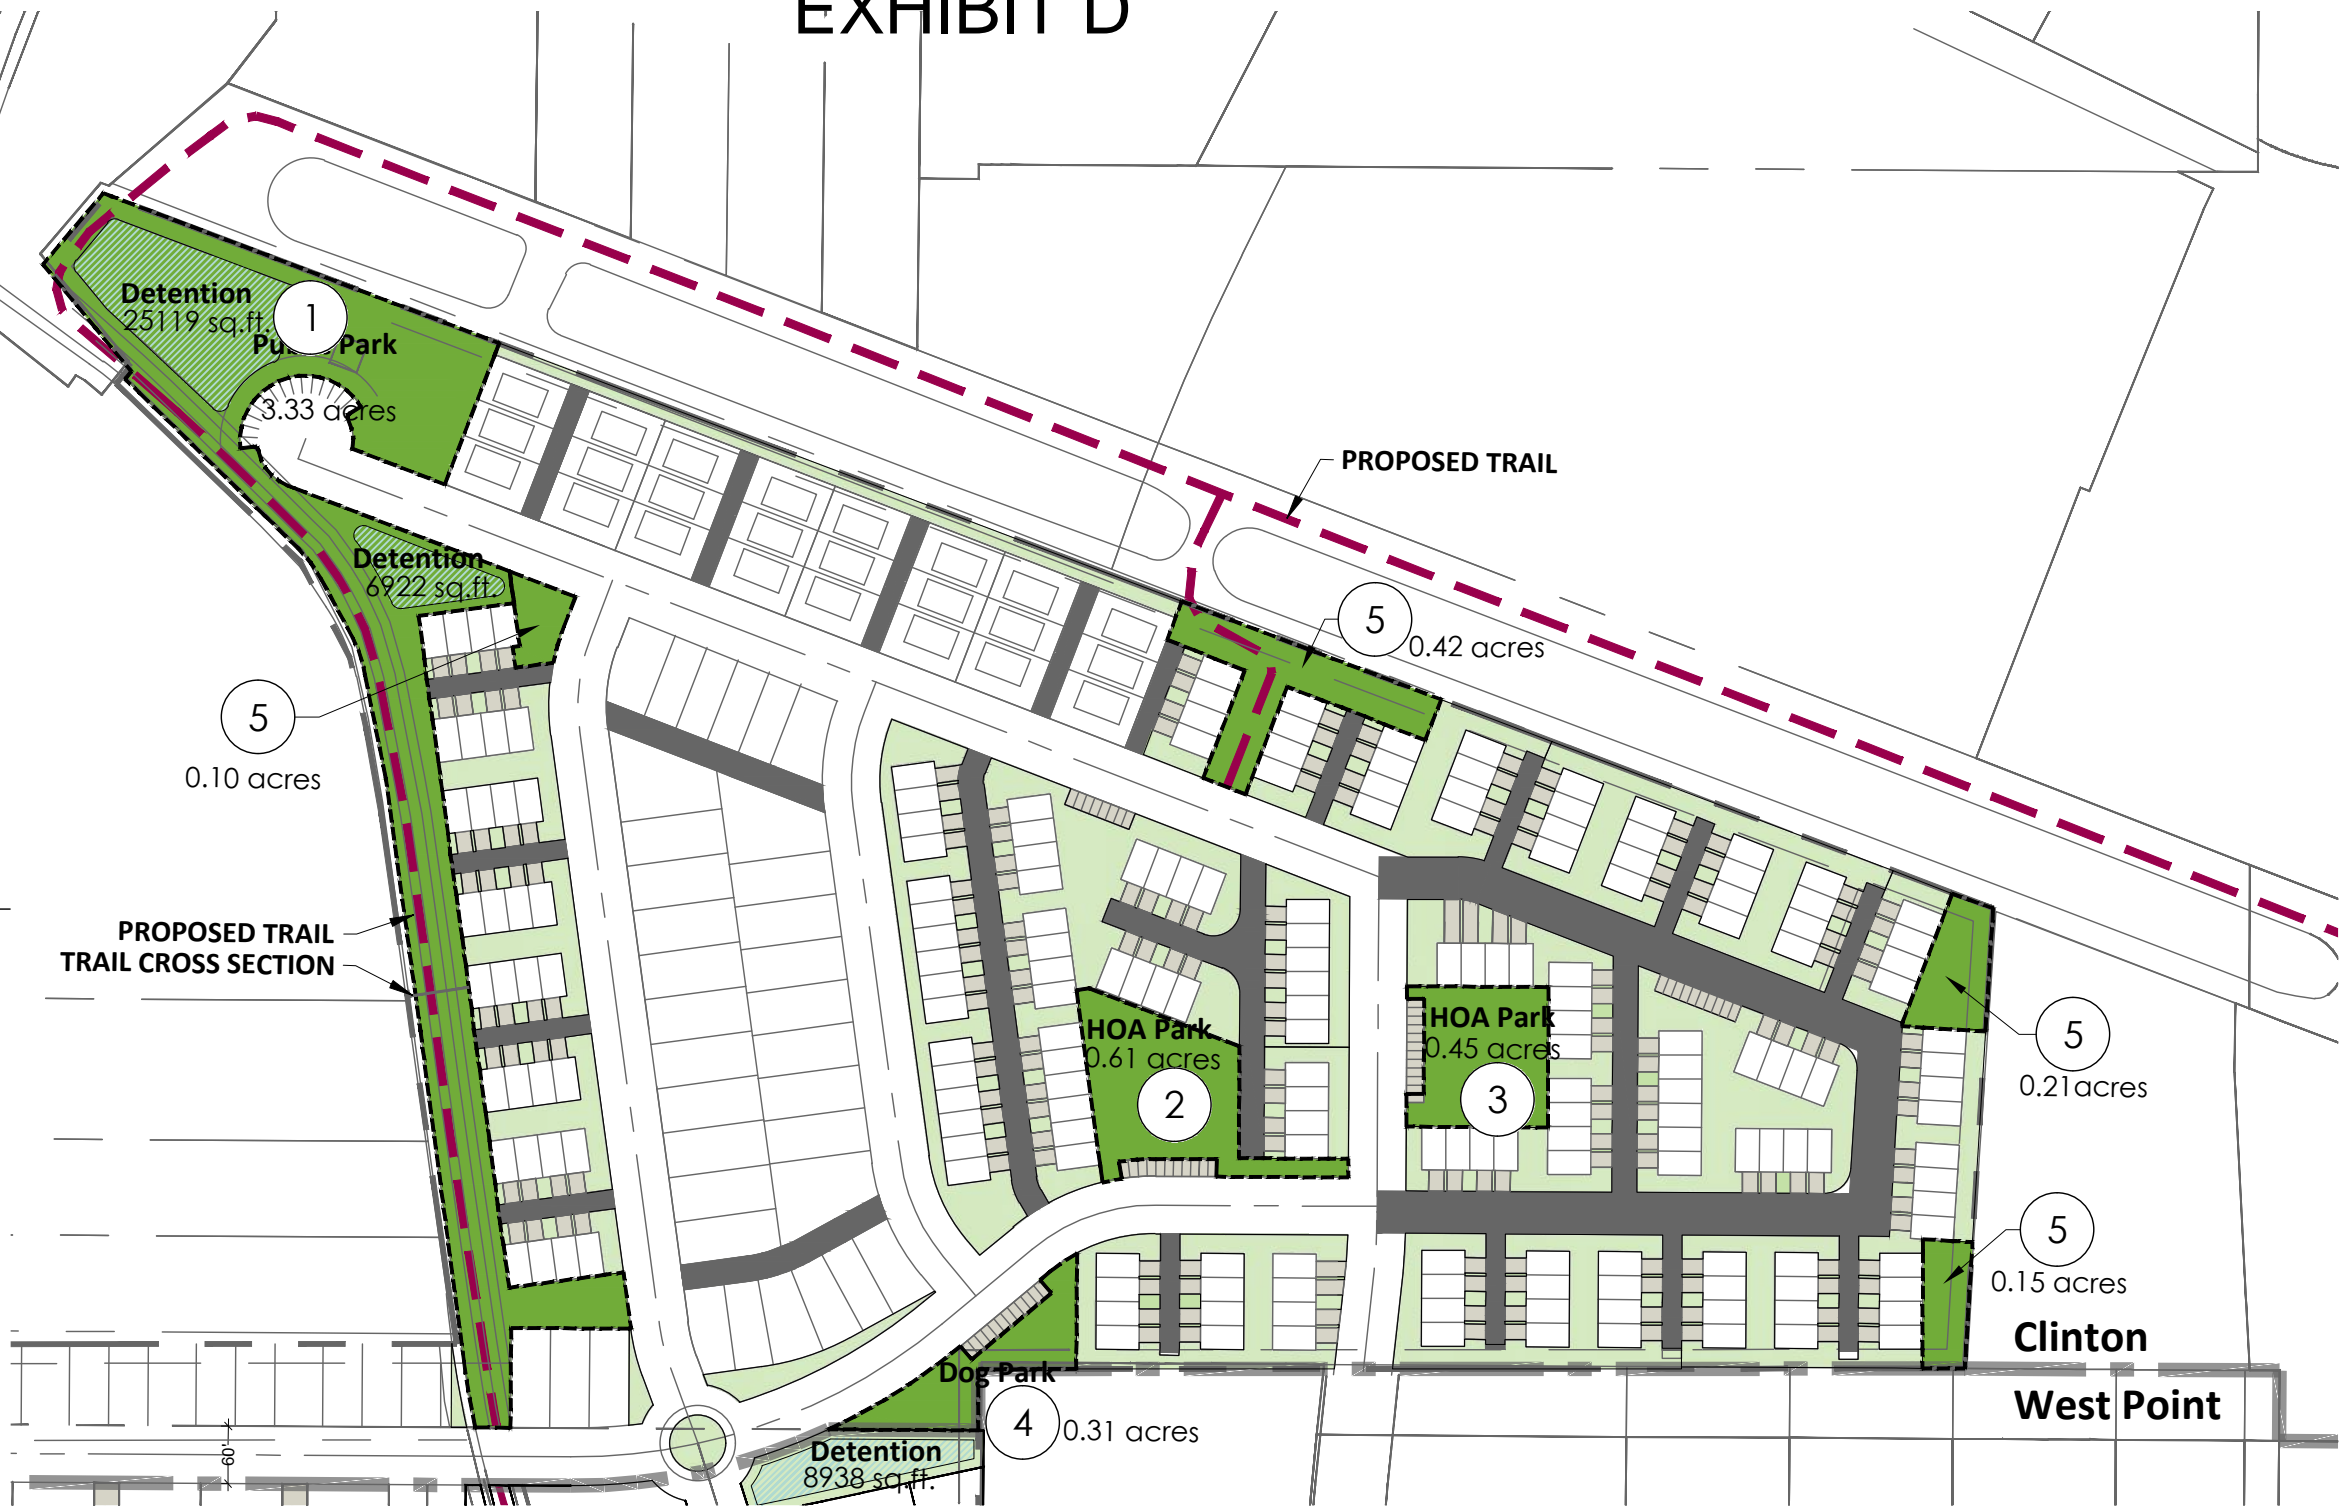 EXHIBIT D
Detention
25119 sq.ft.
1
Public Park
3.33 acres
PROPOSED TRAIL
Detention
6922 sq.ft.
5
0.42 acres
5
0.10 acres
PROPOSED TRAIL
TRAIL CROSS SECTION
HOA Park
0.61 acres
2
HOA Park
0.45 acres
3
5
0.21acres
5
0.15 acres
Clinton
West Point
Dog Park
4
0.31 acres
Detention
8938 sq.ft.
60'